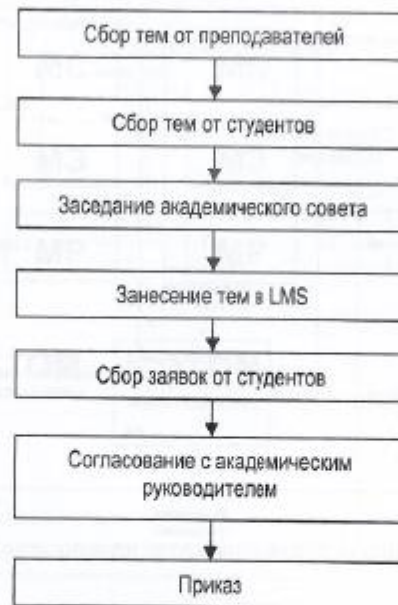 Сбор тем от преподавателей
Сбор тем от студентов
Заседание академического совета
Занесение тем в LMS
Сбор заявок от студентов
Согласование с академическим
руководителем
Приказ